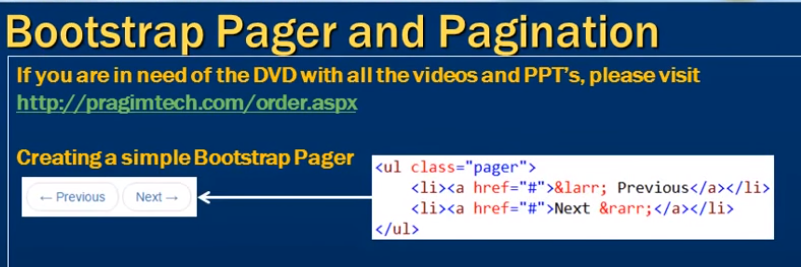 Bootstrap Pager and Pagination
If you are in need of the DVD with all the videos and PPT's, please visit
http://pragimtech.com/order.aspx
Creating a simple Bootstrap Pager
← Previous Next →
<ul class="pager">
    <li><a href="#">&larr; Previous</a></li>
    <li><a href="#">Next &rarr;</a></li>
</ul>